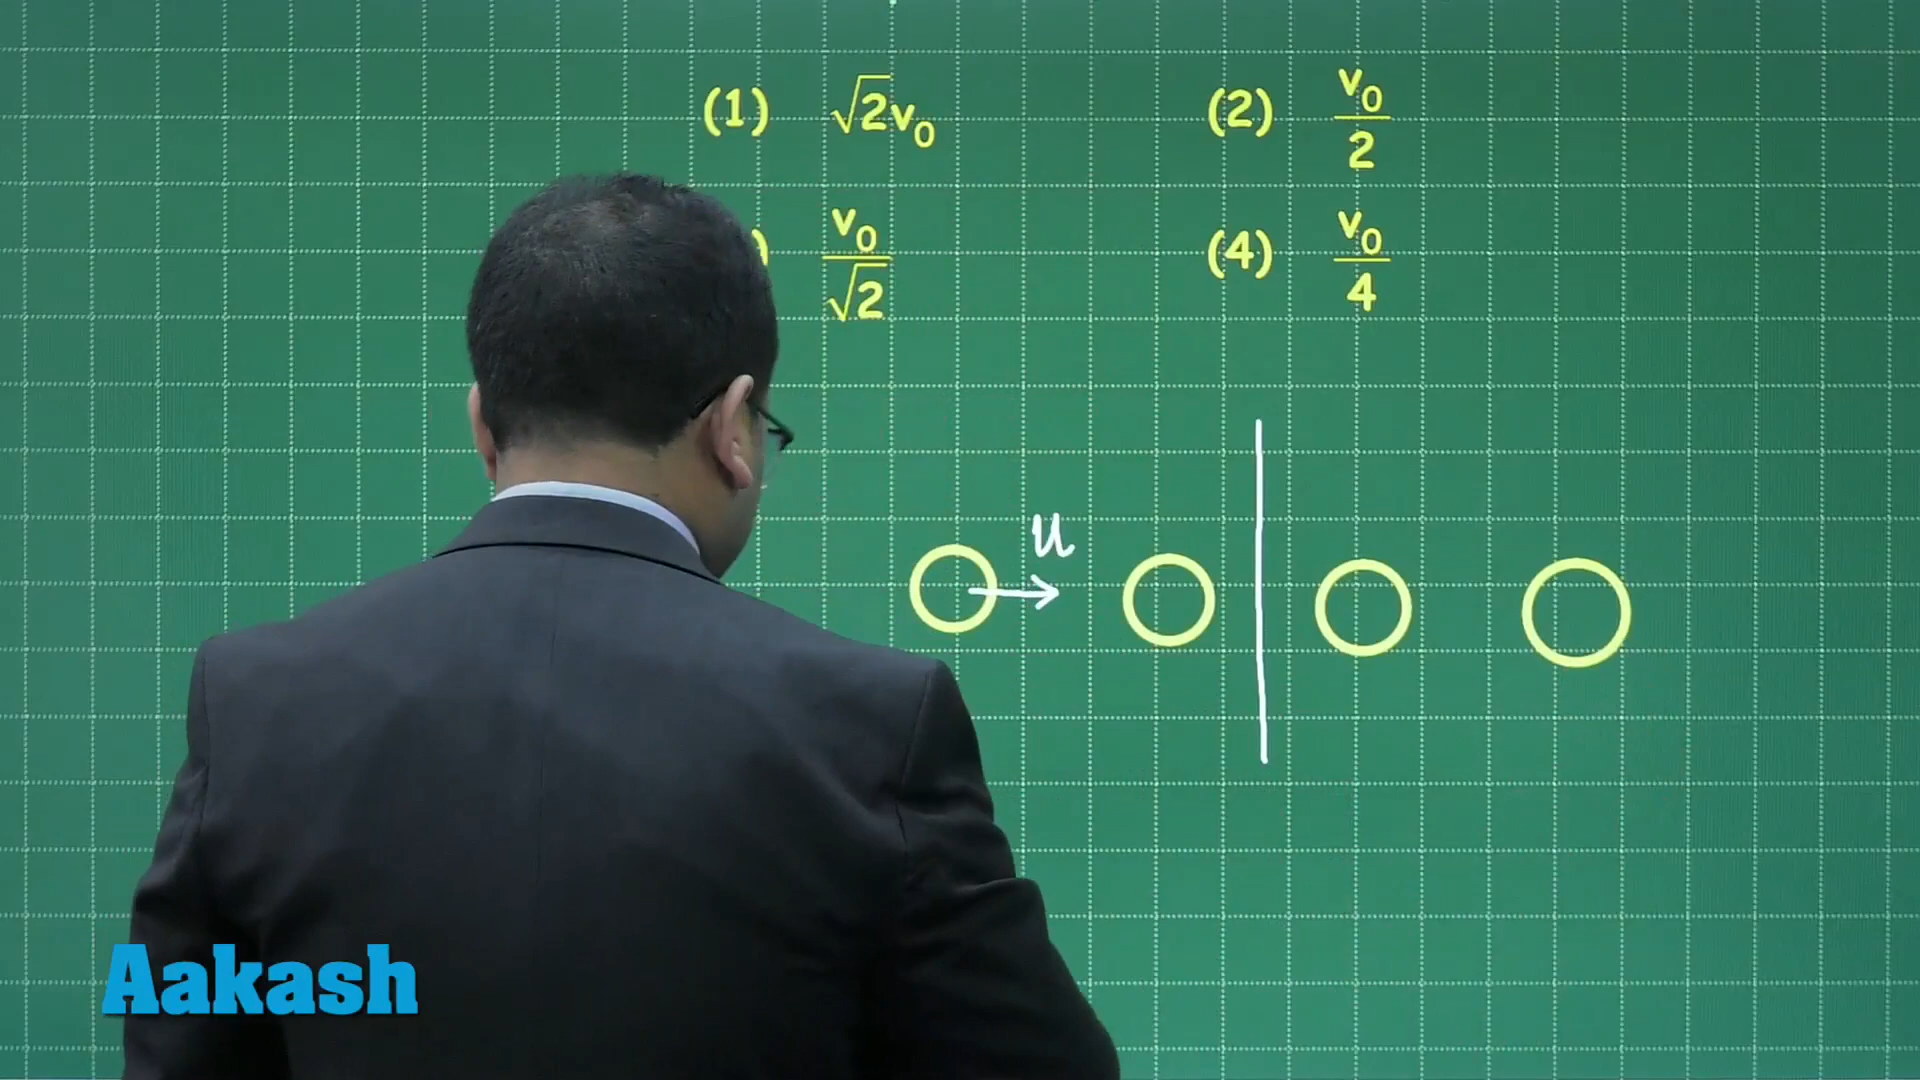 (1) √2v₀ (2) v₀/2
) v₀/√2 (4) v₀/4
u
Aakash